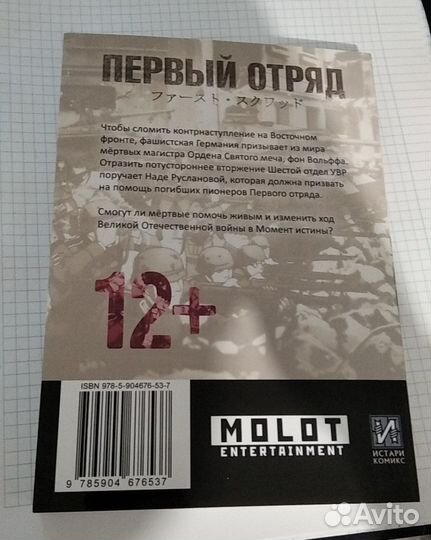 ПЕРВЫЙ ОТРЯД
ファースト・スクワッド
Чтобы сломить контрнаступление на Восточном
фронте, фашистская Германия призывает из мира
мёртвых магистра Ордена Святого меча, фон Вольффа.
Отразить потустороннее вторжение Шестой отдел УВР
поручает Наде Руслановой, которая должна призвать
на помощь погибших пионеров Первого отряда.
Смогут ли мёртвые помочь живым и изменить ход
Великой Отечественной войны в Момент истины?
12+
ISBN 978-5-904676-53-7
9 785904 676537
MOLOT
ENTERTAINMENT
ИСТАРИ
КОМИКС
Avito